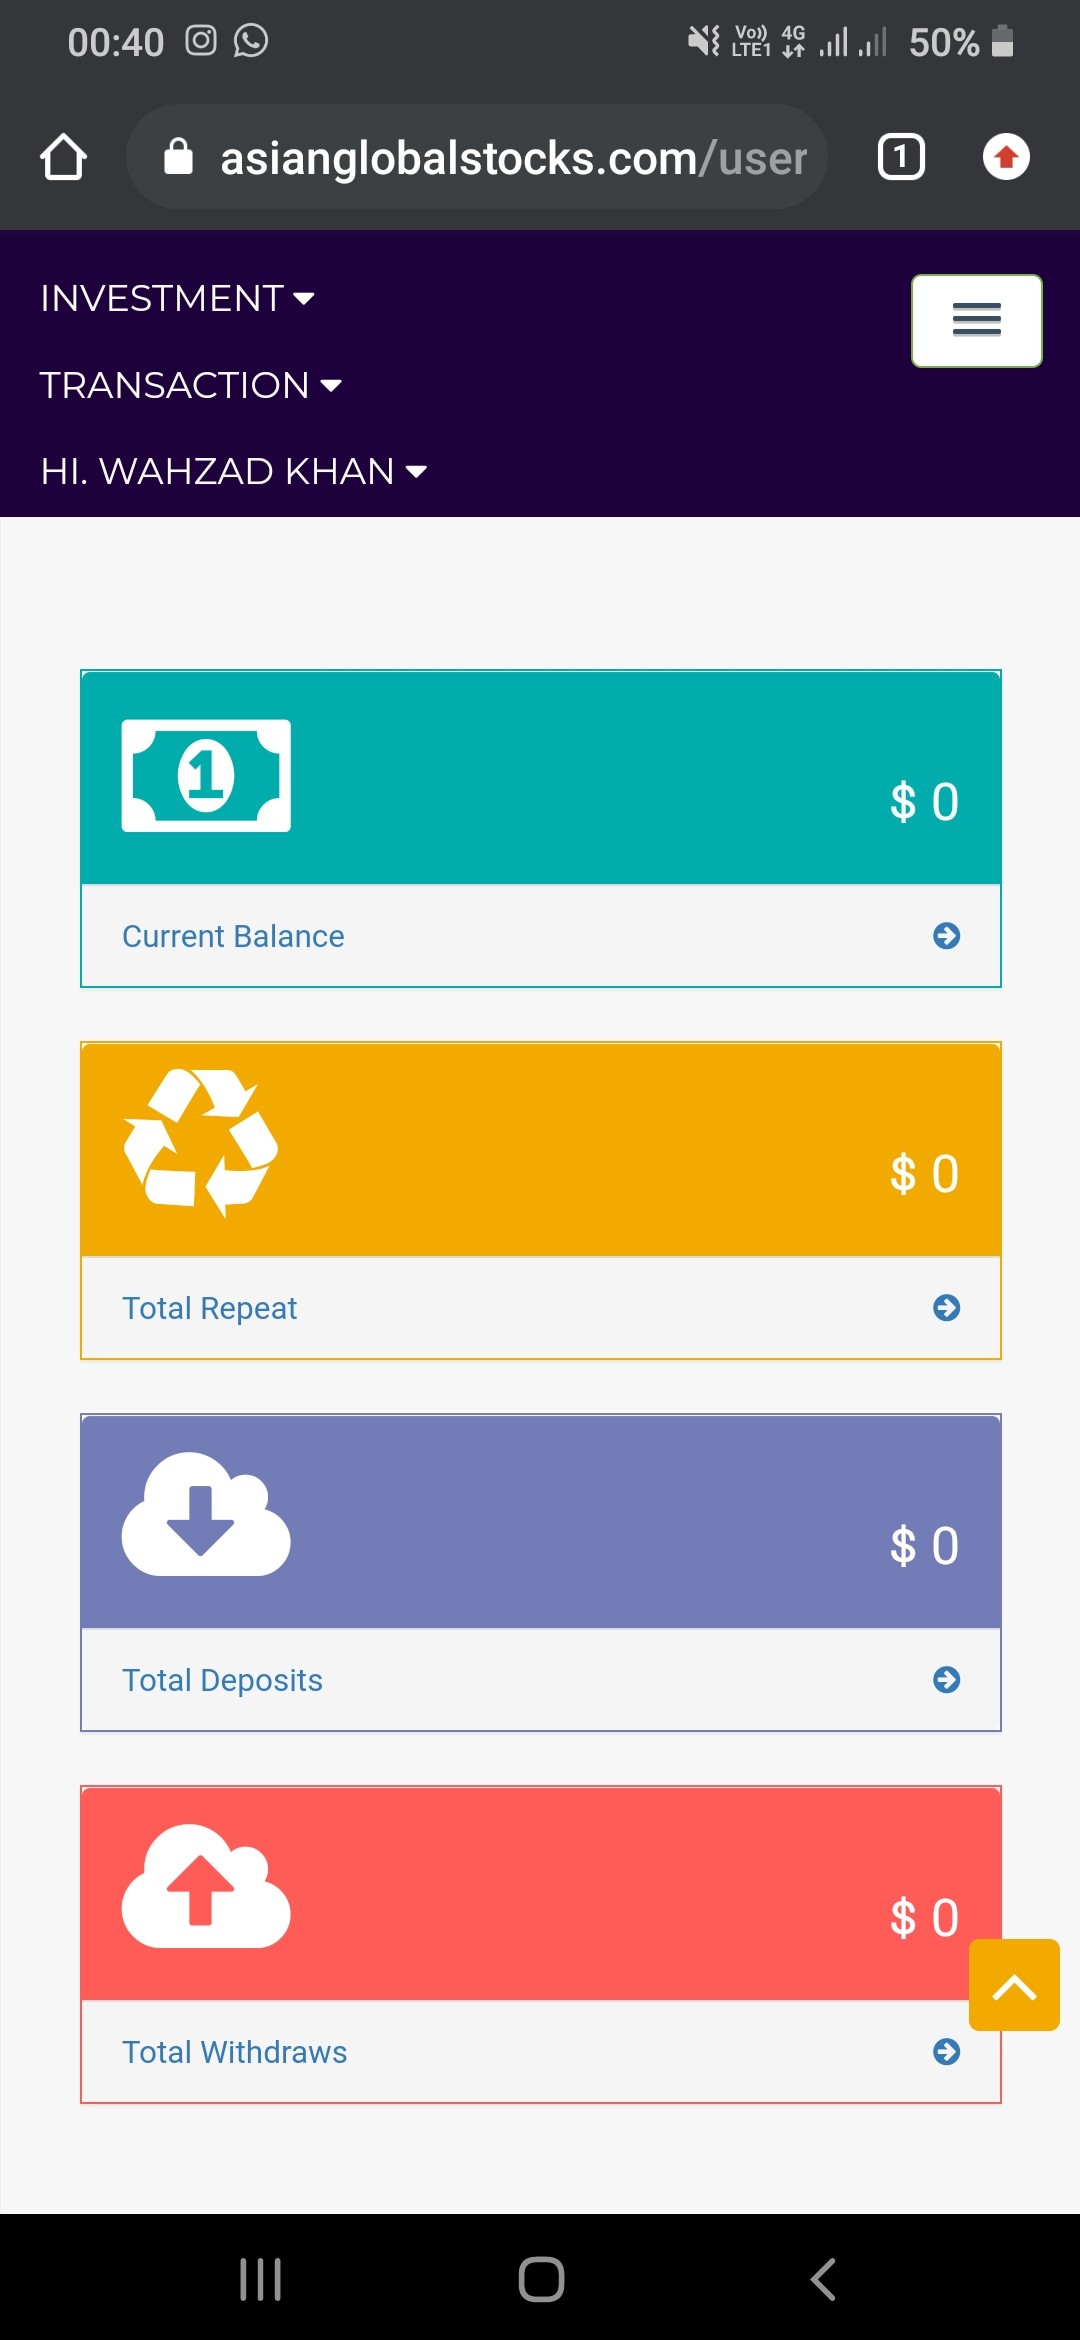 00:40
Vo)) 4G
LTE1
50%
asianglobalstocks.com/user
1
INVESTMENT
TRANSACTION
HI. WAHZAD KHAN
1
$ 0
Current Balance
$ 0
Total Repeat
$ 0
Total Deposits
$ 0
Total Withdraws